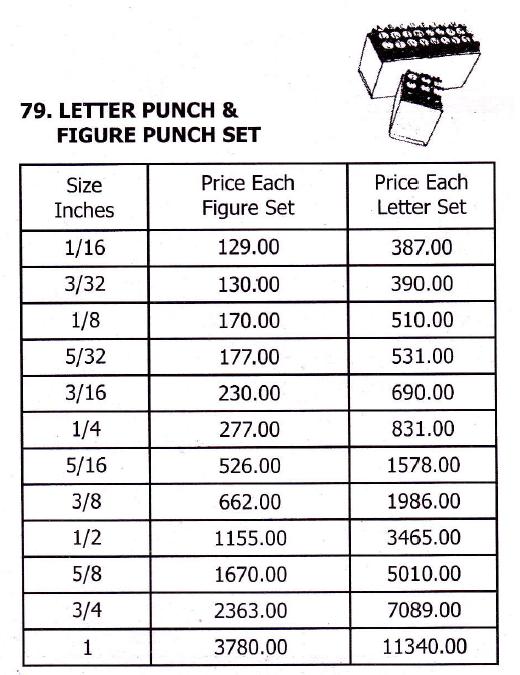 79. LETTER PUNCH &
FIGURE PUNCH SET
Size Inches Price Each Figure Set Price Each Letter Set
1/16 129.00 387.00
3/32 130.00 390.00
1/8 170.00 510.00
5/32 177.00 531.00
3/16 230.00 690.00
1/4 277.00 831.00
5/16 526.00 1578.00
3/8 662.00 1986.00
1/2 1155.00 3465.00
5/8 1670.00 5010.00
3/4 2363.00 7089.00
1 3780.00 11340.00